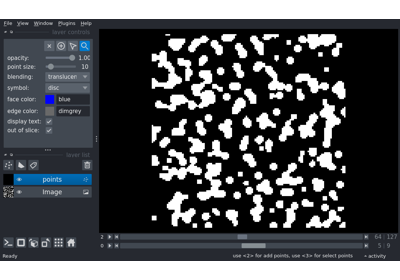 File View Window Plugins Help
layer controls
opacity: 1.00
point size: 10
blending: translucen
symbol: disc
face color: blue
edge color: dimgrey
display text:
out of slice:
layer list
points
Image
2 64 127
0 5 9
Ready use <2> for add points, use <3> for select points activity